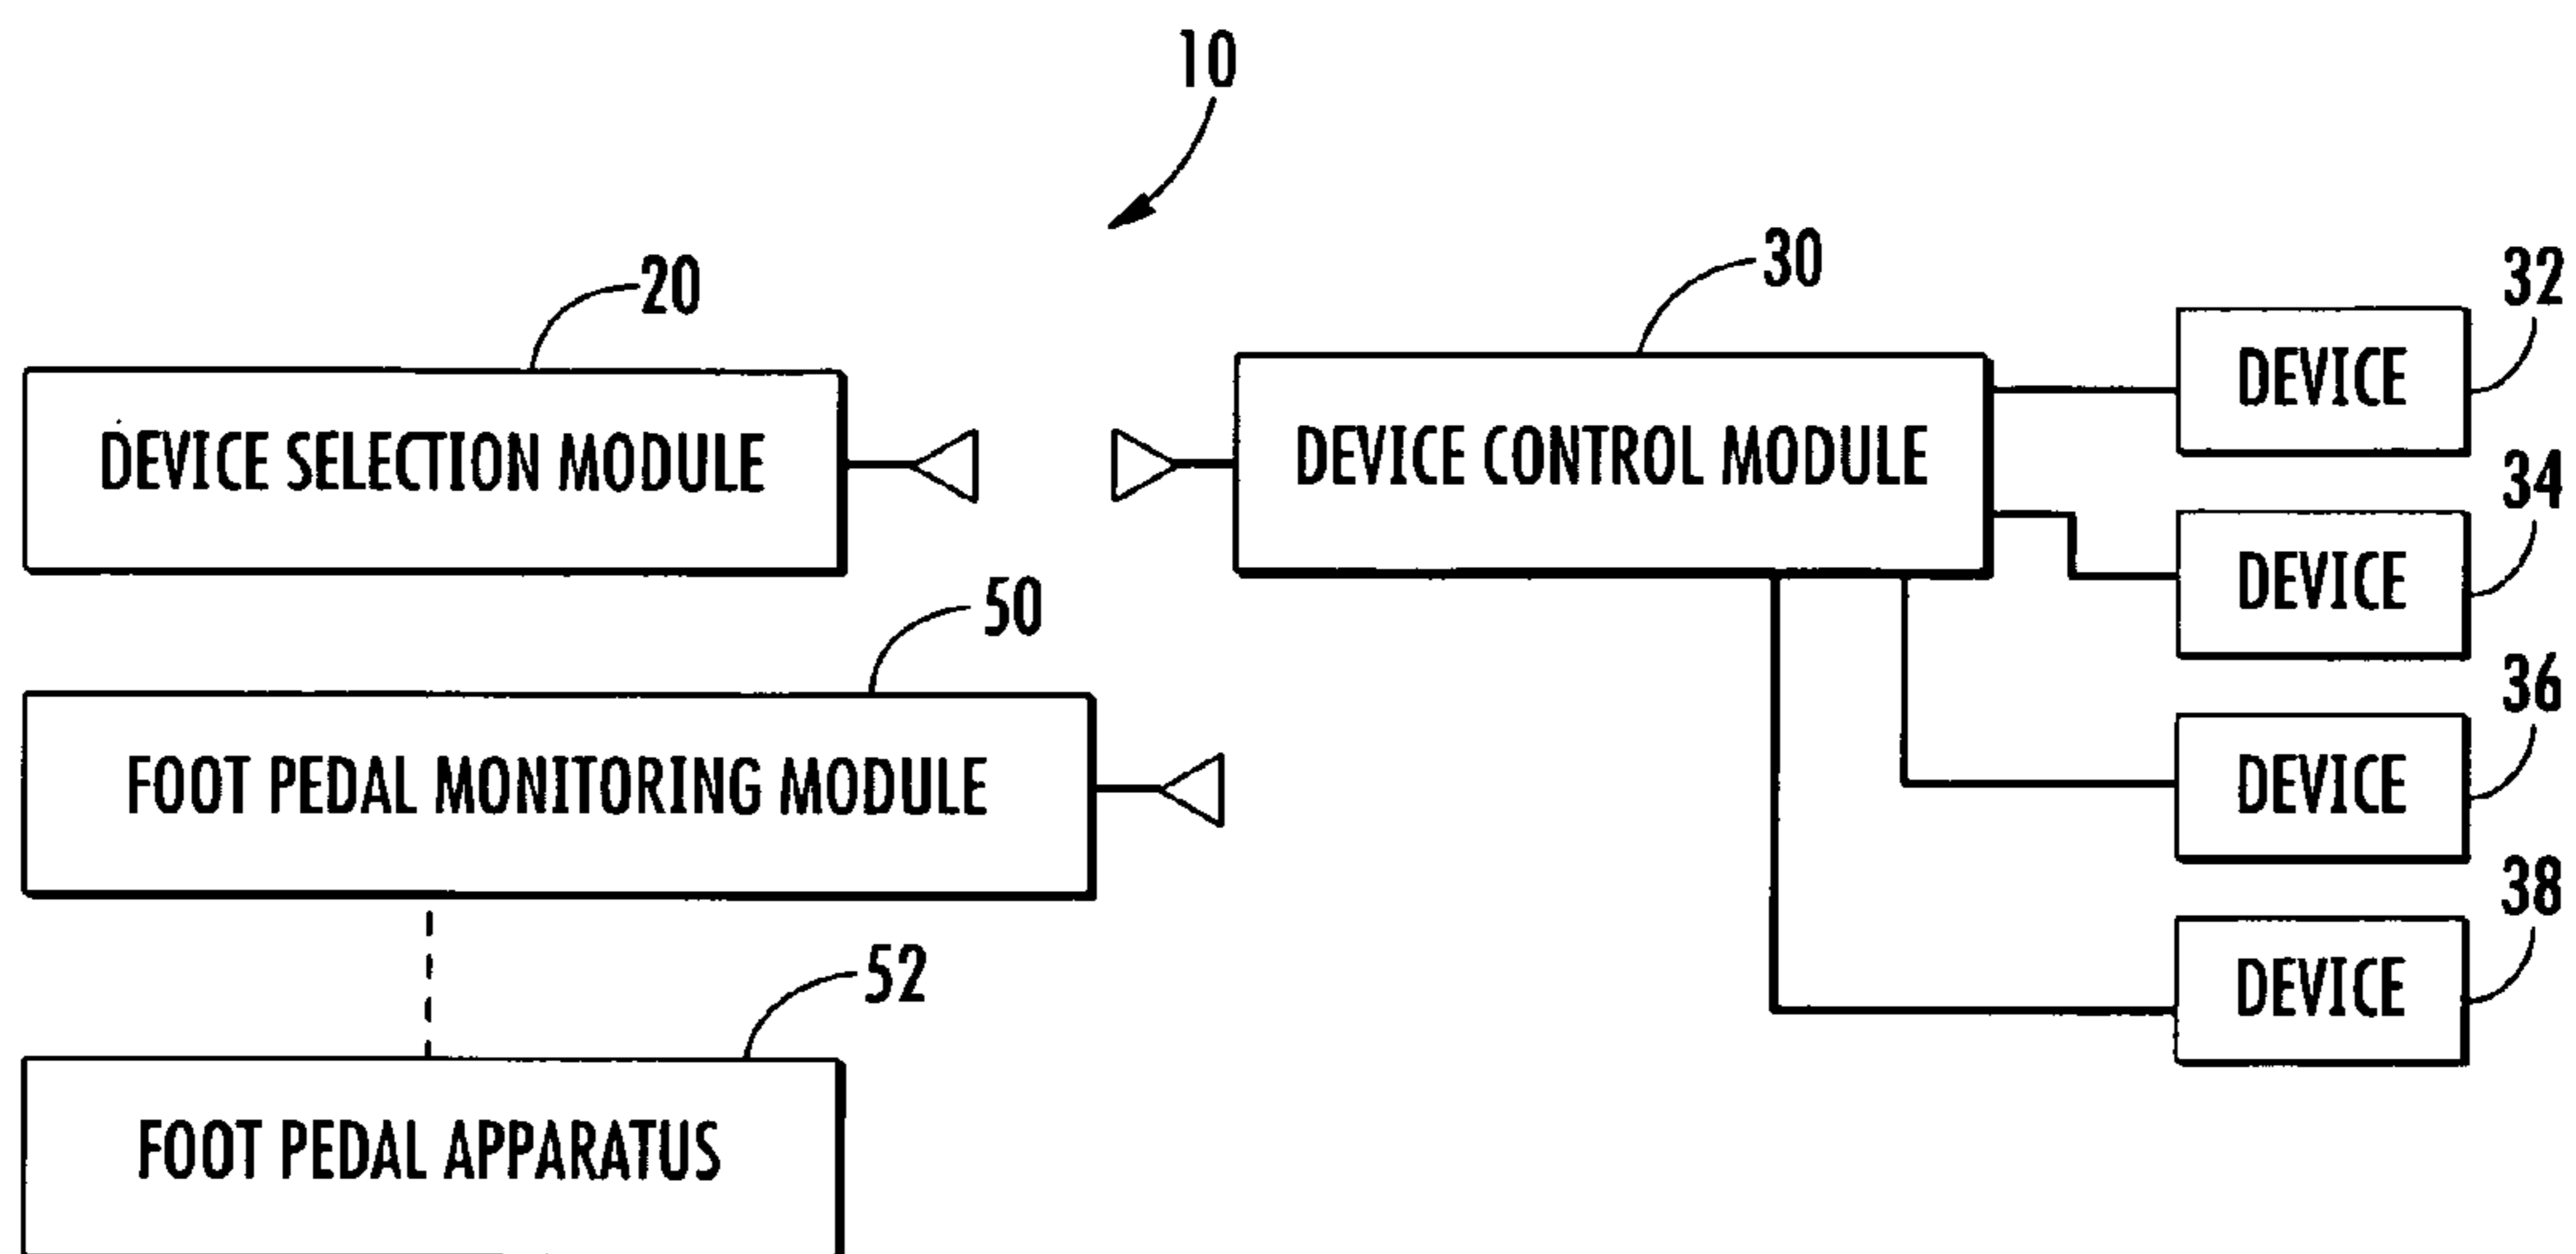 10
20
30
32
DEVICE SELECTION MODULE
DEVICE CONTROL MODULE
DEVICE
34
DEVICE
50
36
FOOT PEDAL MONITORING MODULE
DEVICE
38
52
DEVICE
FOOT PEDAL APPARATUS